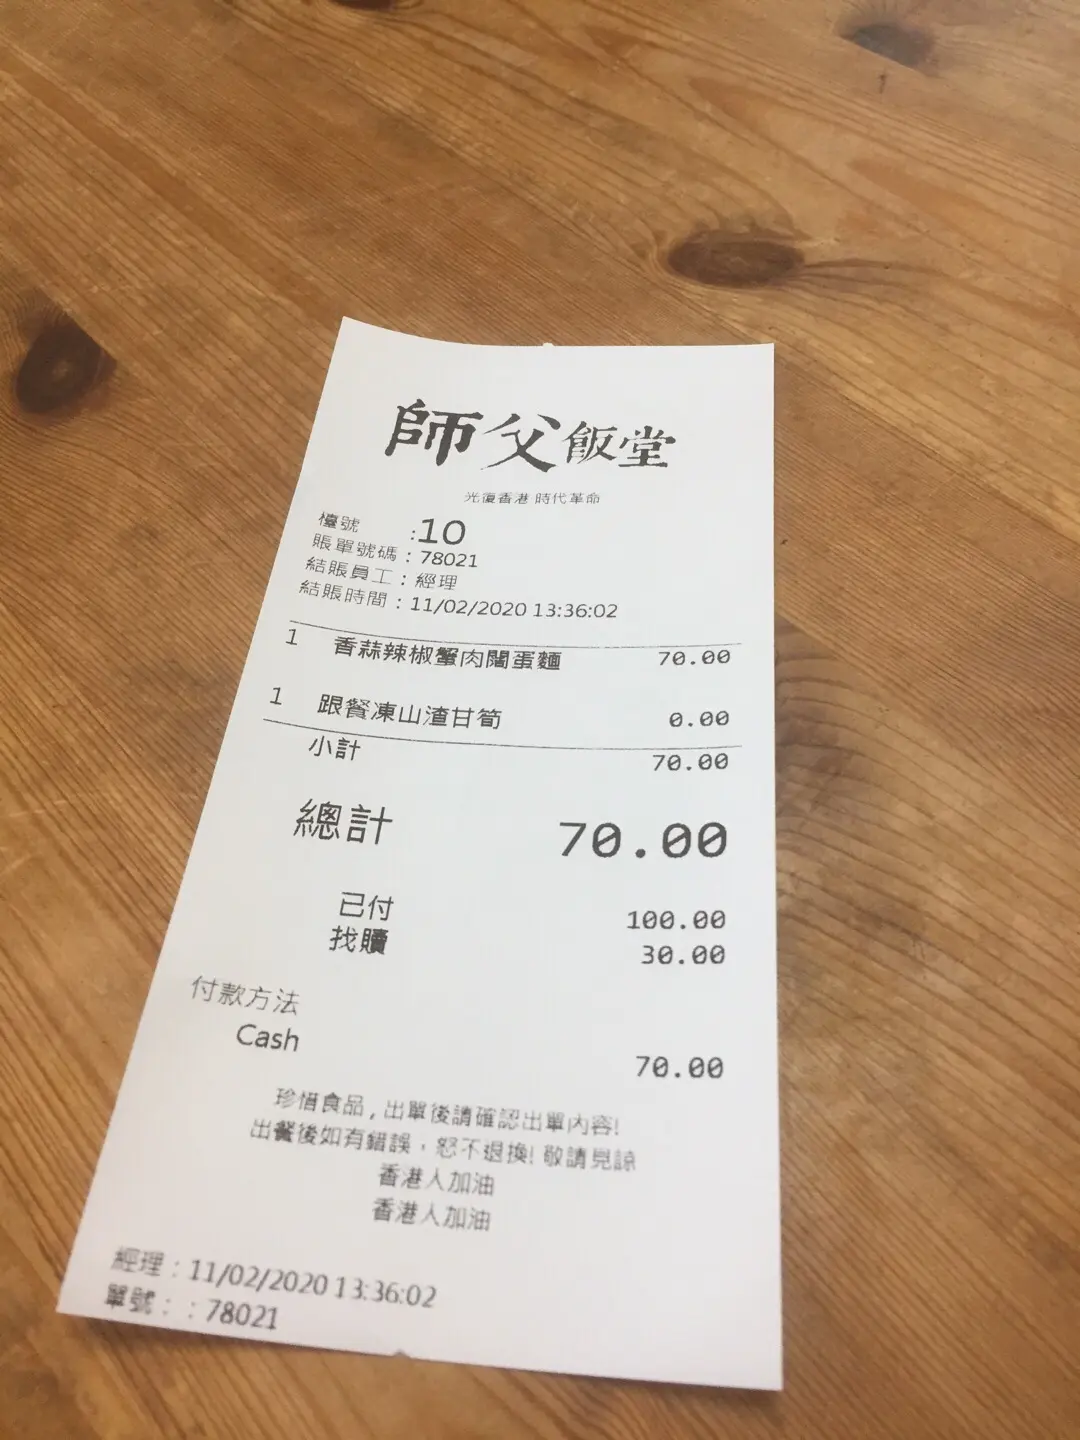 師父飯堂
光復香港 時代革命
檯號 :10
賬單號碼 : 78021
結賬員工 : 經理
結賬時間 : 11/02/2020 13:36:02
1 香蒜辣椒蟹肉闊蛋麵 70.00
1 跟餐凍山渣甘筍 0.00
小計 70.00
總計 70.00
已付 100.00
找贖 30.00
付款方法
Cash 70.00
珍惜食品 , 出單後請確認出單內容!
出餐後如有錯誤，恕不退換! 敬請見諒
香港人加油
香港人加油
經理 : 11/02/2020 13:36:02
單號 : : 78021